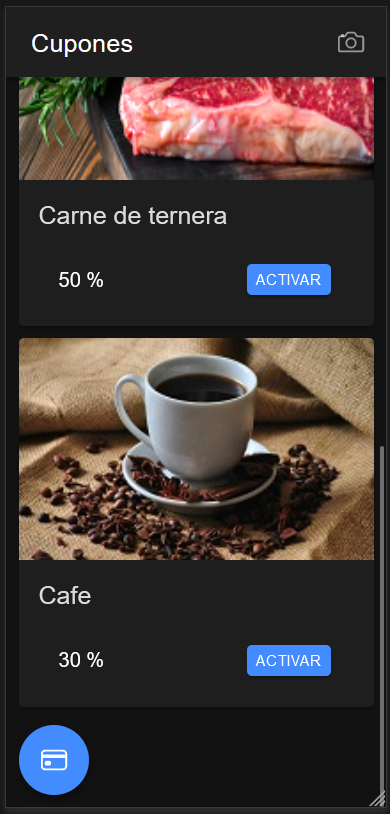 Cupones
Carne de ternera
50 % ACTIVAR
Cafe
30 % ACTIVAR